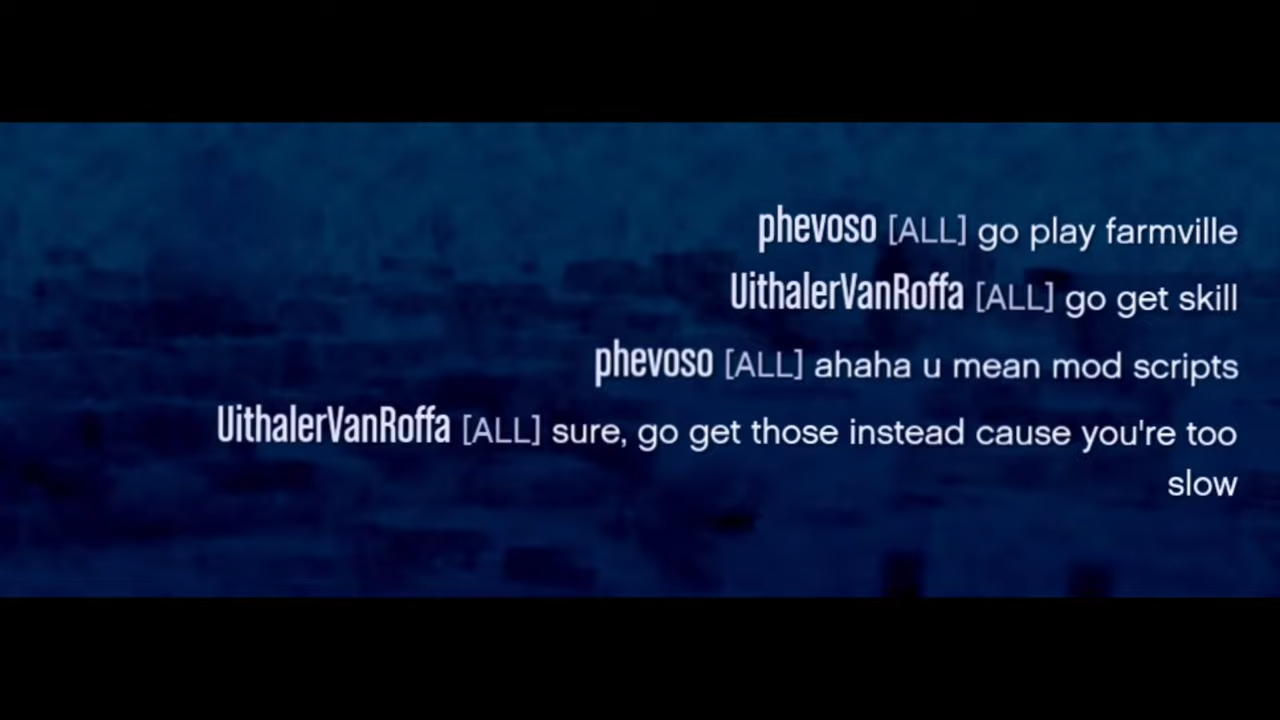 phevoso [ALL] go play farmville
UithalerVanRoffa [ALL] go get skill
phevoso [ALL] ahaha u mean mod scripts
UithalerVanRoffa [ALL] sure, go get those instead cause you're too
slow